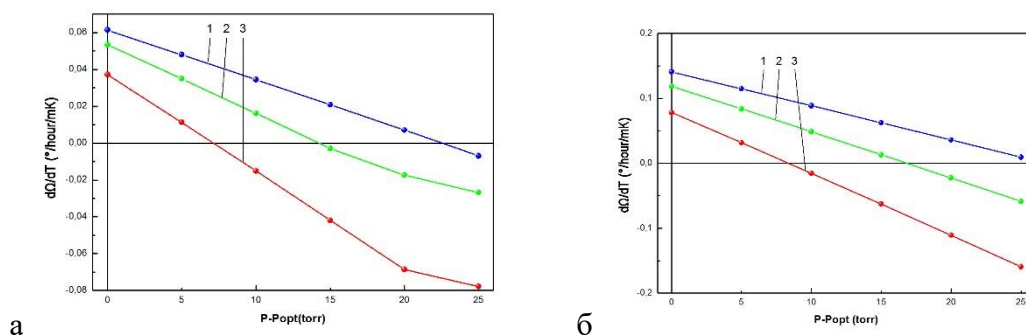 0,06
0,04
0,02
0,00
-0,02
-0,04
-0,06
-0,08
dΩ/dT (°/hour/mK)
1 2 3
0 5 10 15 20 25
P-Popt(torr)
а
0,2
0,1
0,0
-0,1
-0,2
dΩ/dT (°/hour/mK)
1 2 3
0 5 10 15 20 25
P-Popt (torr)
б